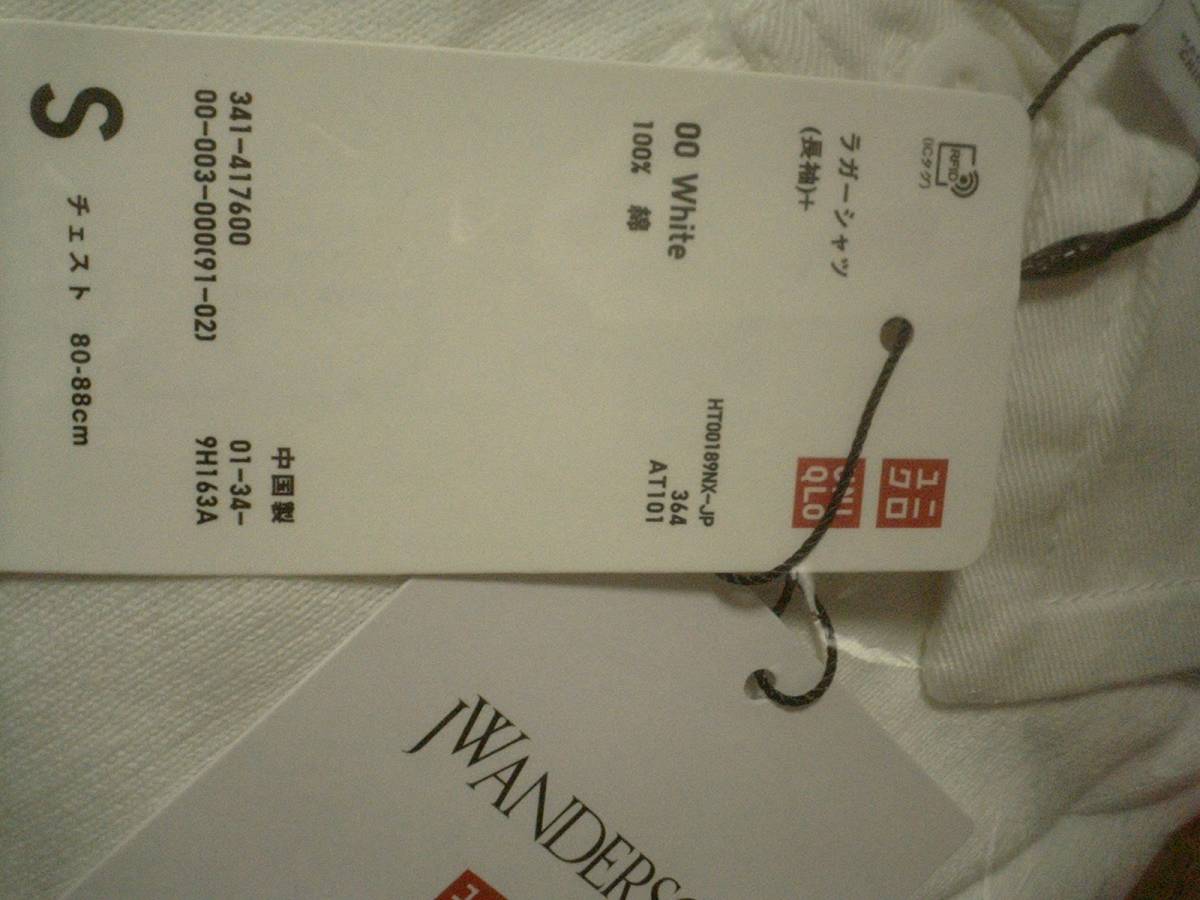 RFID
(ICタグ)
ユニ
クロ
UNI
QLO
ラガーシャツ
(長袖)+
HT00189NX-JP
364
AT101
00 White
100% 綿
中国製
341-417600
01-34-
00-003-000(91-02)
9H163A
S チェスト 80-88cm
JWANDERS